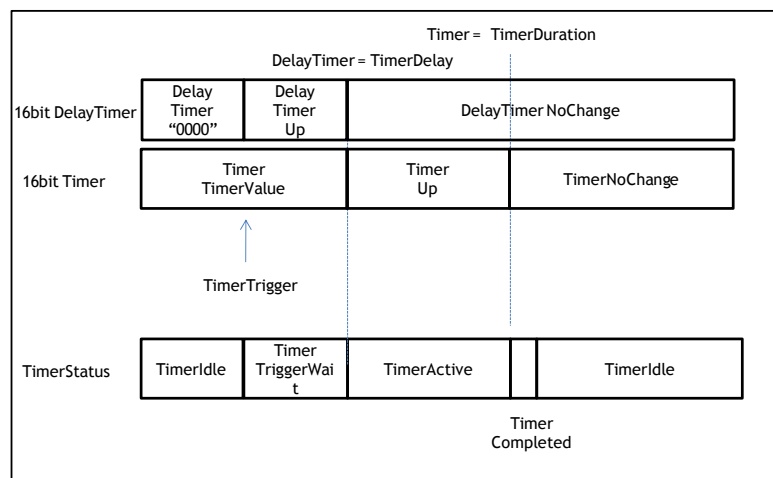 Timer = TimerDuration
DelayTimer = TimerDelay
16bit DelayTimer
Delay
Timer
“0000”
Delay
Timer
Up
DelayTimer NoChange
16bit Timer
Timer
TimerValue
Timer
Up
TimerNoChange
TimerTrigger
TimerStatus
TimerIdle
Timer
TriggerWai
t
TimerActive
TimerIdle
Timer
Completed